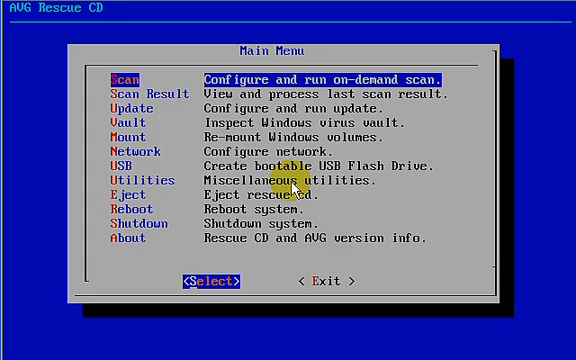 AVG Rescue CD
Main Menu
Scan Configure and run on-demand scan.
Scan Result View and process last scan result.
Update Configure and run update.
Vault Inspect Windows virus vault.
Mount Re-mount Windows volumes.
Network Configure network.
USB Create bootable USB Flash Drive.
Utilities Miscellaneous utilities.
Eject Eject rescue cd.
Reboot Reboot system.
Shutdown Shutdown system.
About Rescue CD and AVG version info.
<Select> < Exit >